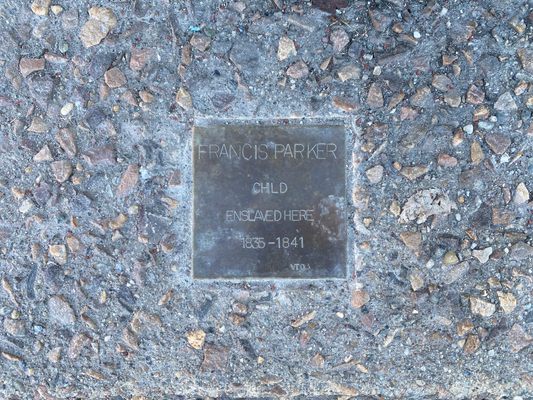 FRANCIS PARKER
CHILD
ENSLAVED HERE
1835-1841